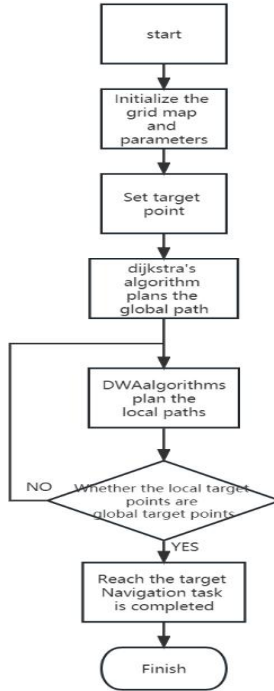 start
Initialize the
grid map
and
parameters
Set target
point
dijkstra's
algorithm
plans the
global path
DWAalgorithms
plan the
local paths
Whether the local target
points are
global target points
NO
YES
Reach the target
Navigation task
is completed
Finish